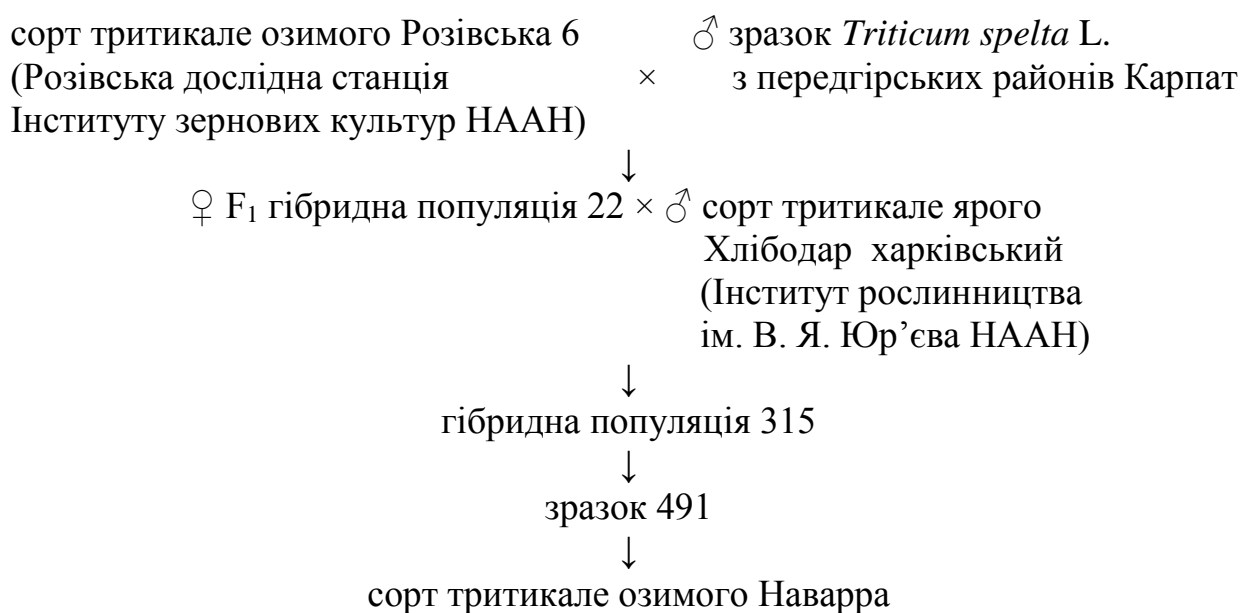 сорт тритикале озимого Розівська 6 ♂ зразок Triticum spelta L.
(Розівська дослідна станція × з передгірських районів Карпат
Інституту зернових культур НААН)
↓
♀ F₁ гібридна популяція 22 × ♂ сорт тритикале ярого
Хлібодар харківський
(Інститут рослинництва
ім. В. Я. Юр’єва НААН)
↓
гібридна популяція 315
↓
зразок 491
↓
сорт тритикале озимого Наварра